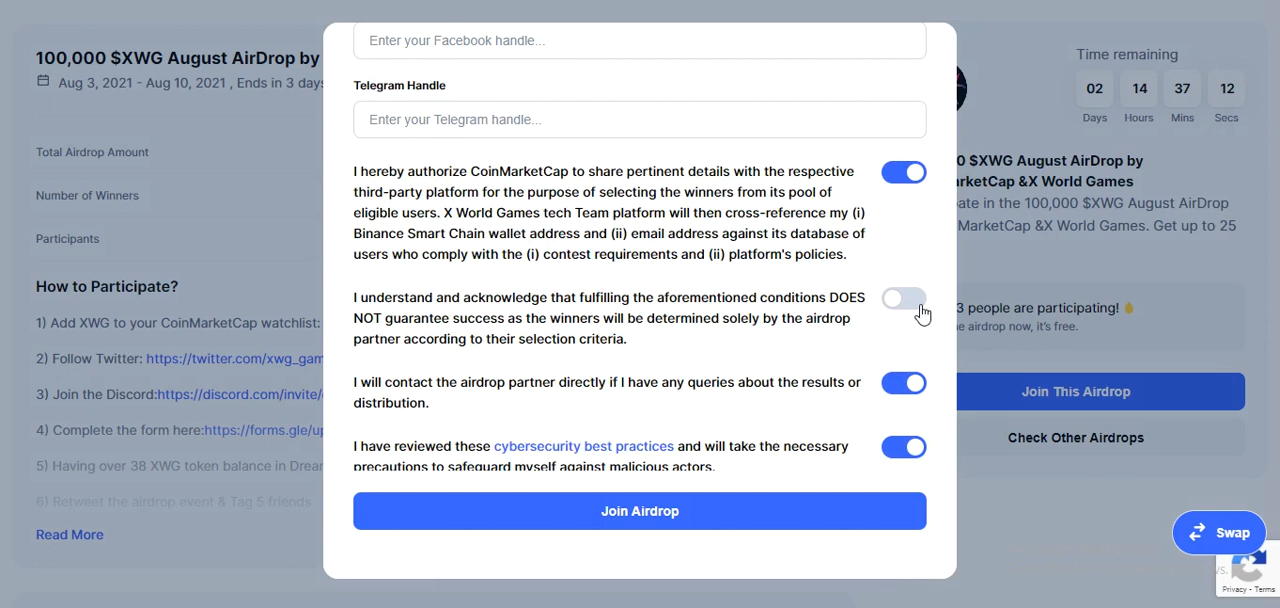 100,000 $XWG August AirDrop by
Aug 3, 2021 - Aug 10, 2021 , Ends in 3 days
Total Airdrop Amount
Number of Winners
Participants
How to Participate?
1) Add XWG to your CoinMarketCap watchlist:
2) Follow Twitter: https://twitter.com/xwg_gam
3) Join the Discord:https://discord.com/invite/
4) Complete the form here:https://forms.gle/up
5) Having over 38 XWG token balance in Drear
6) Retweet the airdrop event & Tag 5 friends
Read More
Enter your Facebook handle...
Telegram Handle
Enter your Telegram handle...
I hereby authorize CoinMarketCap to share pertinent details with the respective
third-party platform for the purpose of selecting the winners from its pool of
eligible users. X World Games tech Team platform will then cross-reference my (i)
Binance Smart Chain wallet address and (ii) email address against its database of
users who comply with the (i) contest requirements and (ii) platform's policies.
I understand and acknowledge that fulfilling the aforementioned conditions DOES
NOT guarantee success as the winners will be determined solely by the airdrop
partner according to their selection criteria.
I will contact the airdrop partner directly if I have any queries about the results or
distribution.
I have reviewed these cybersecurity best practices and will take the necessary
precautions to safeguard myself against malicious actors.
Join Airdrop
Time remaining
02 14 37 12
Days Hours Mins Secs
0 $XWG August AirDrop by
rketCap &X World Games
ate in the 100,000 $XWG August AirDrop
MarketCap &X World Games. Get up to 25
3 people are participating!
e airdrop now, it's free.
Join This Airdrop
Check Other Airdrops
Swap
Privacy - Terms